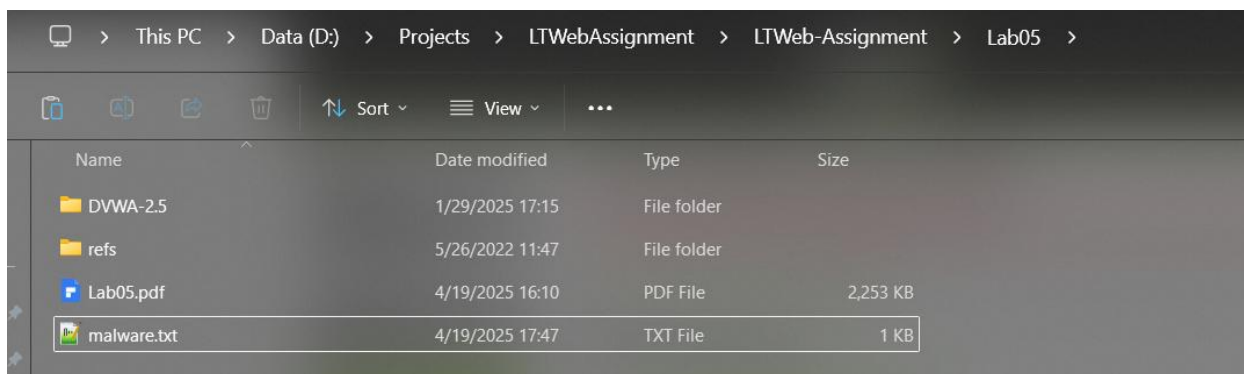 This PC > Data (D:) > Projects > LTWebAssignment > LTWeb-Assignment > Lab05 >
Sort View ...
Name Date modified Type Size
DVWA-2.5 1/29/2025 17:15 File folder
refs 5/26/2022 11:47 File folder
Lab05.pdf 4/19/2025 16:10 PDF File 2,253 KB
malware.txt 4/19/2025 17:47 TXT File 1 KB